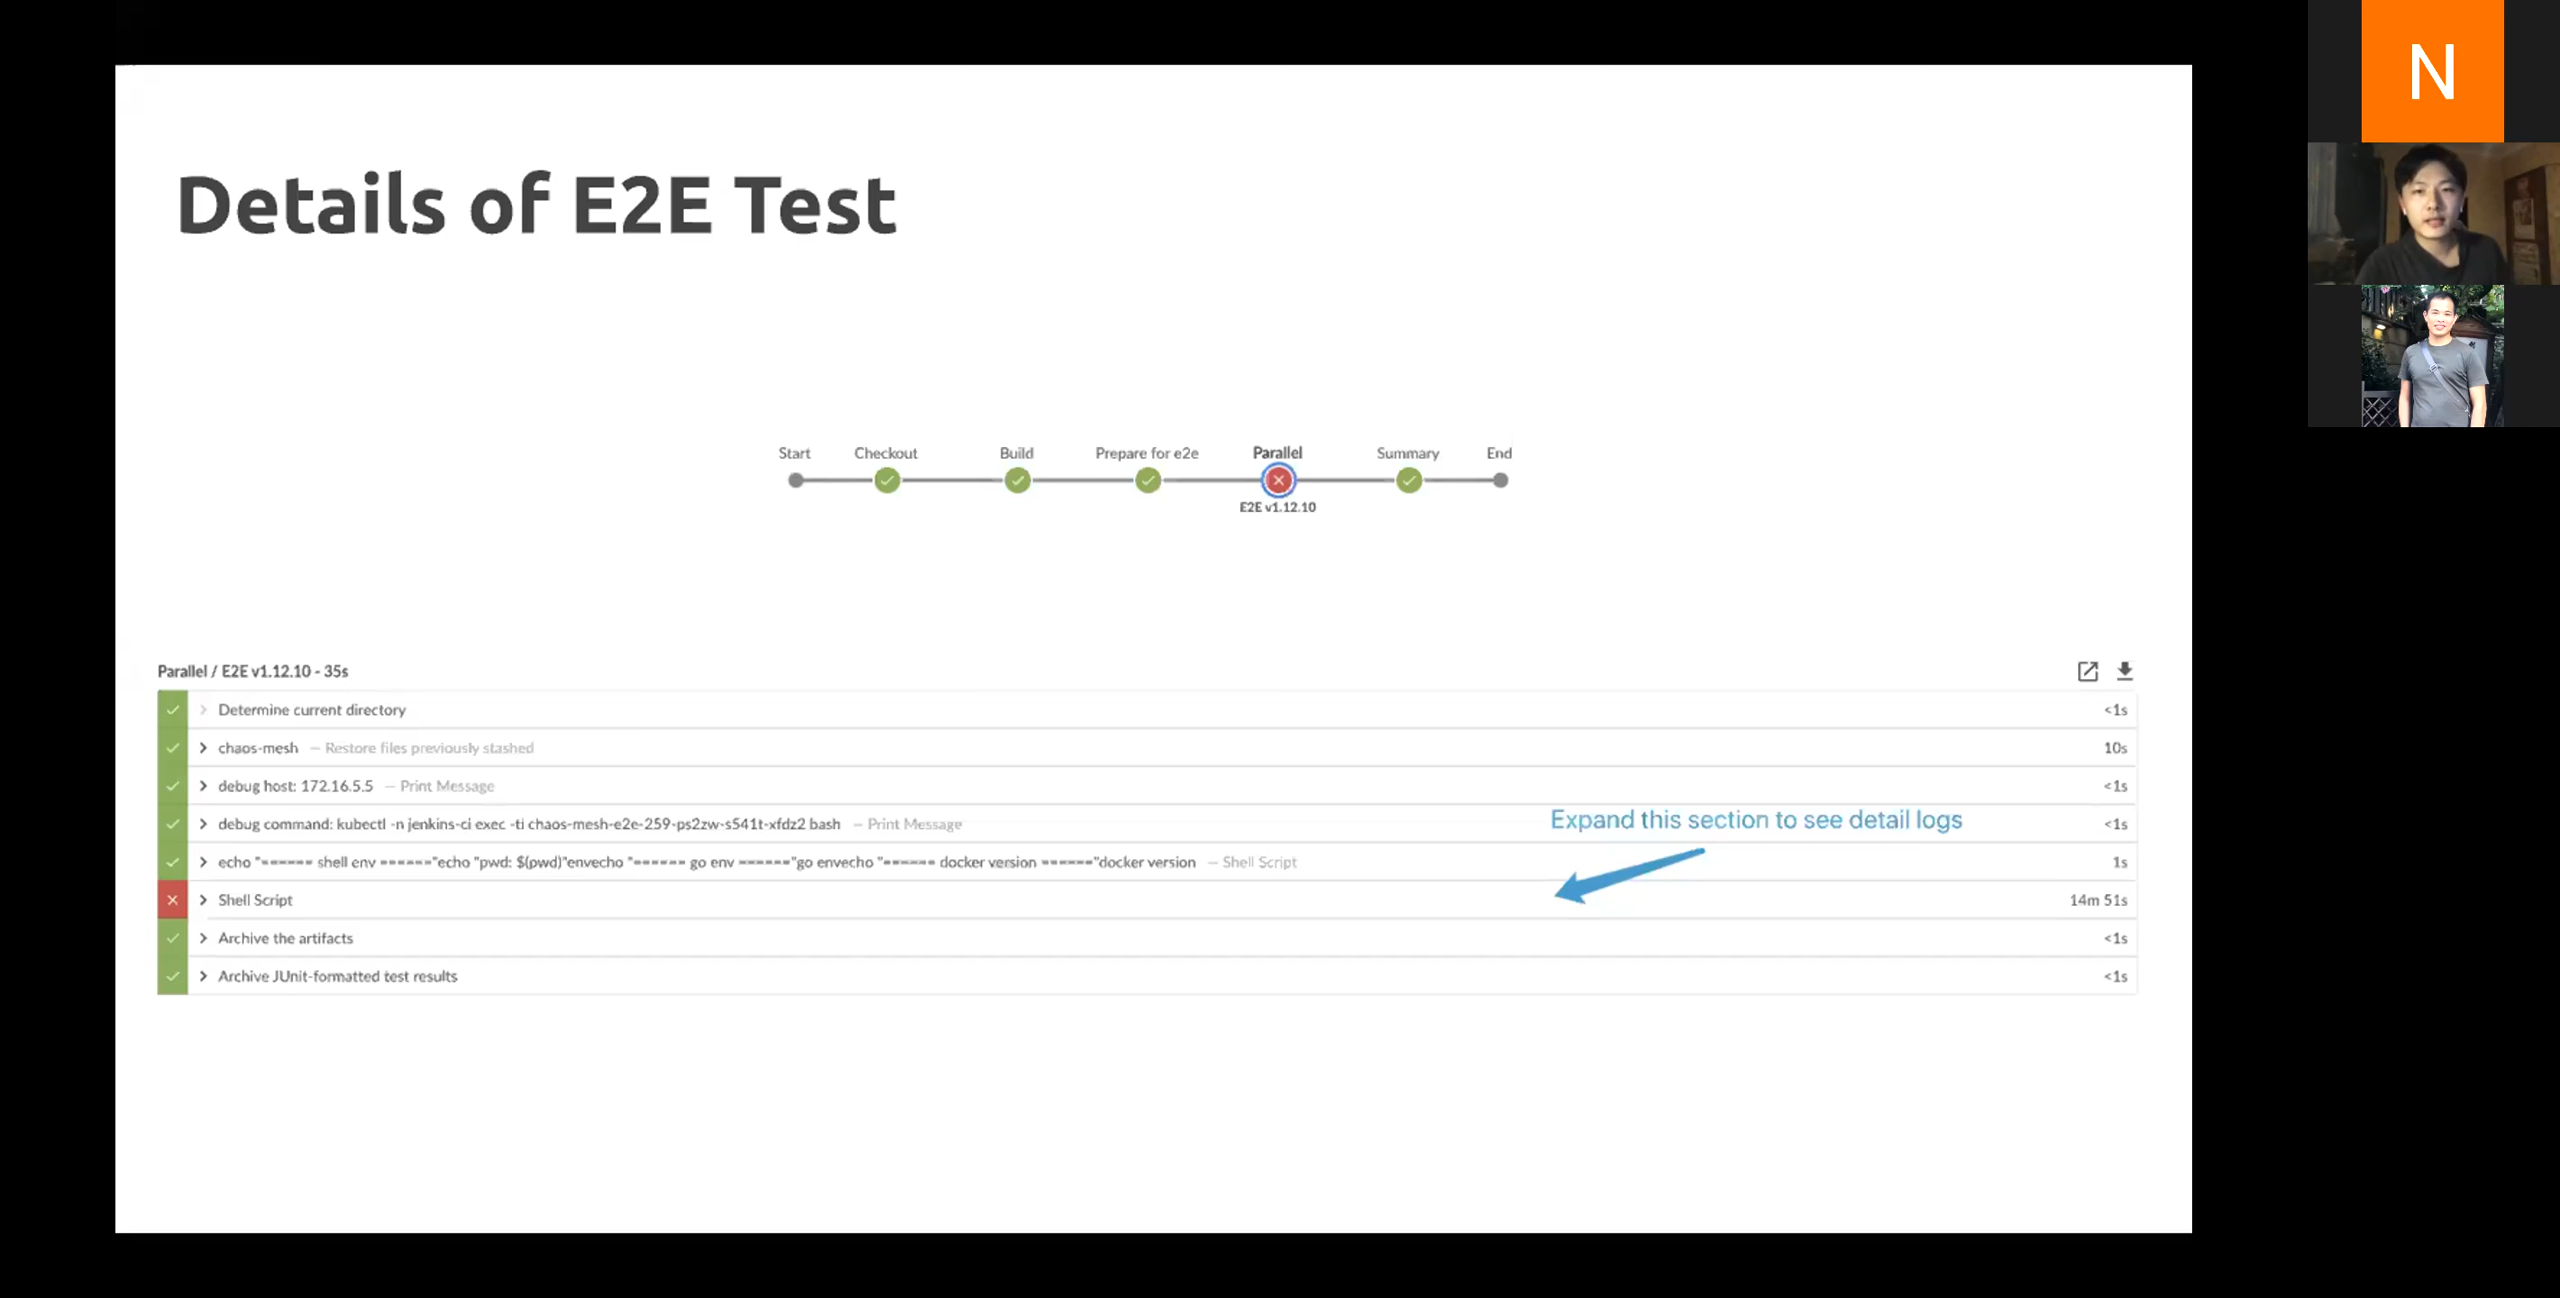 N
Details of E2E Test
Start Checkout Build Prepare for e2e Parallel Summary End
E2E v1.12.10
Parallel / E2E v1.12.10 - 35s
Determine current directory <1s
chaos-mesh — Restore files previously stashed 10s
debug host: 172.16.5.5 — Print Message <1s
Expand this section to see detail logs
debug command: kubectl -n jenkins-ci exec -ti chaos-mesh-e2e-259-ps2zw-s541t-xfdz2 bash — Print Message <1s
echo "====== shell env ======"echo "pwd: $(pwd)"envecho "====== go env ======"go envecho "====== docker version ======"docker version — Shell Script 1s
Shell Script 14m 51s
Archive the artifacts <1s
Archive JUnit-formatted test results <1s